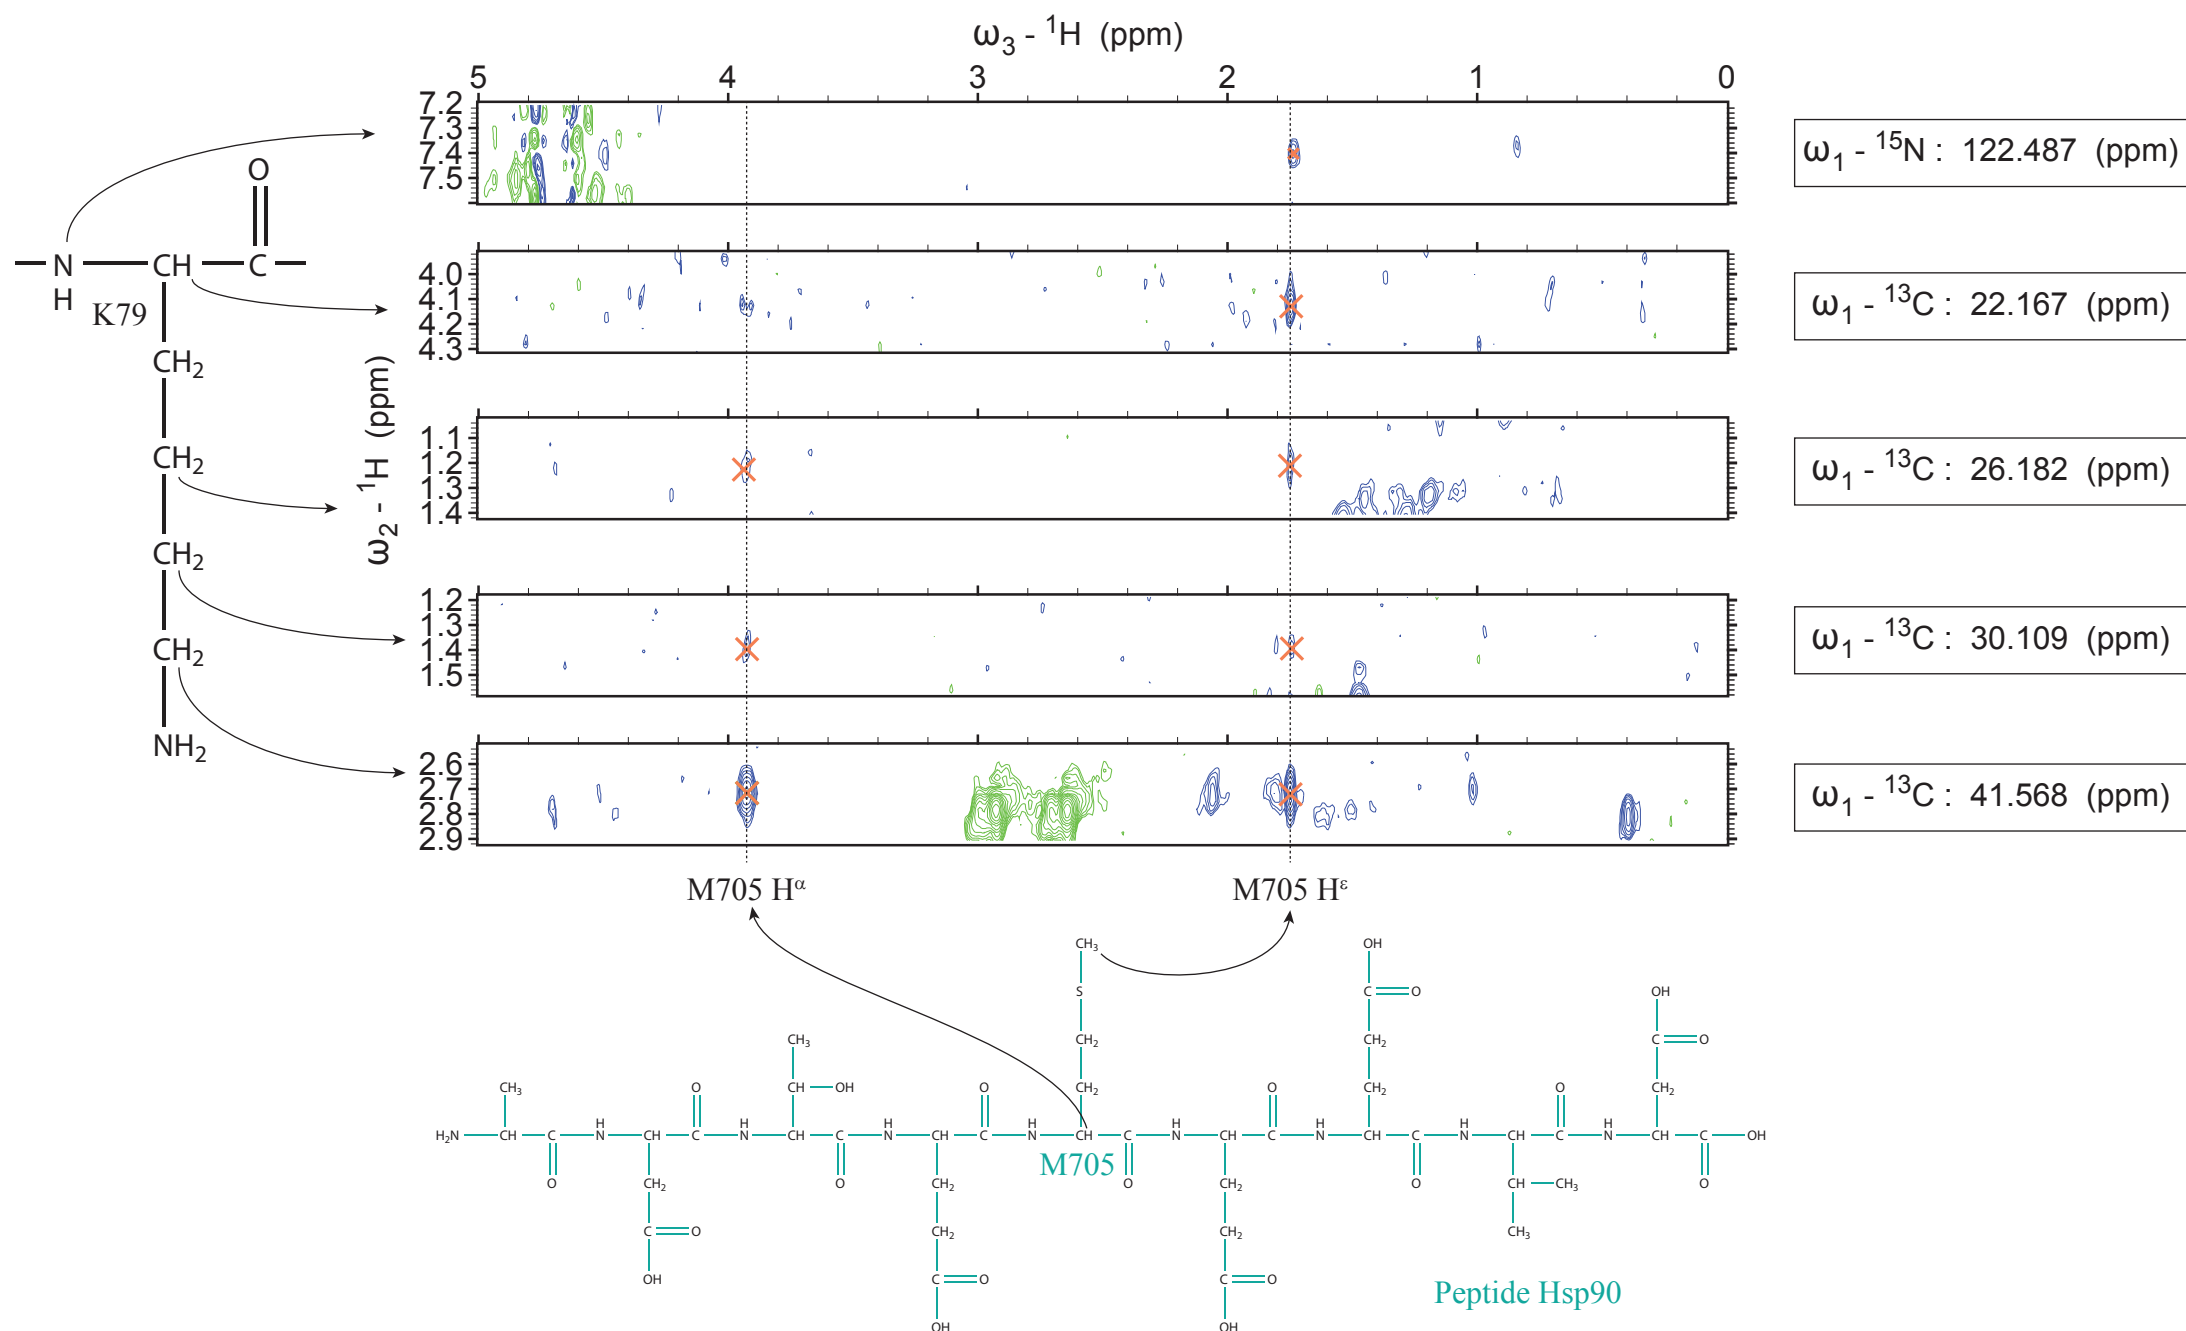 ω3 - 1H (ppm)
5 4 3 2 1 0
7.2
7.3
7.4
7.5
ω1 - 15N : 122.487 (ppm)
O
N CH C
H
K79
4.0
4.1
4.2
4.3
ω1 - 13C : 22.167 (ppm)
CH2
ω2 - 1H (ppm)
1.1
1.2
1.3
1.4
ω1 - 13C : 26.182 (ppm)
CH2
CH2
1.2
1.3
1.4
1.5
ω1 - 13C : 30.109 (ppm)
CH2
NH2
2.6
2.7
2.8
2.9
ω1 - 13C : 41.568 (ppm)
M705 Hα M705 Hε
CH3 OH
S C O OH
CH3 CH2 CH2 C O
CH3 O CH OH O CH2 O CH2 O CH2
H2N CH C H N CH C H N CH C H N CH C H N CH C H N CH C H N CH C H N CH C H N CH C OH
M705
O CH2 O CH2 O CH2 O CH CH3 O
C O CH2 CH2 CH3
OH C O C O
Peptide Hsp90
OH OH